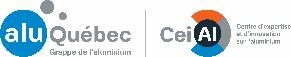 aluQuébec
Grappe de l'aluminium
CeiAl
Centre d'expertise
et d'innovation
sur l'aluminium